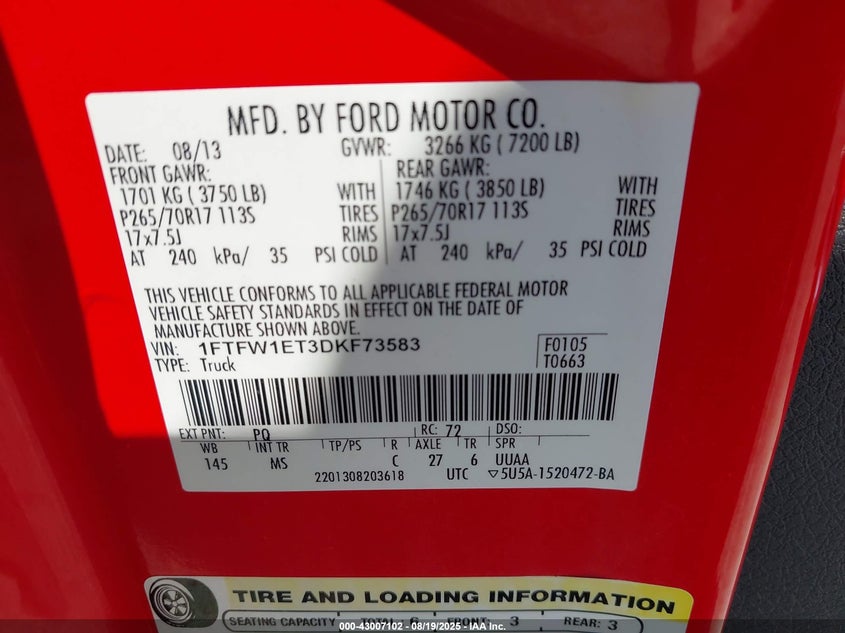 MFD. BY FORD MOTOR CO.
DATE: 08/13 GVWR: 3266 KG ( 7200 LB)
FRONT GAWR: REAR GAWR:
1701 KG ( 3750 LB) WITH 1746 KG ( 3850 LB) WITH
P265/70R17 113S TIRES P265/70R17 113S TIRES
17x7.5J RIMS 17x7.5J RIMS
AT 240 kPa/ 35 PSI COLD AT 240 kPa/ 35 PSI COLD
THIS VEHICLE CONFORMS TO ALL APPLICABLE FEDERAL MOTOR
VEHICLE SAFETY STANDARDS IN EFFECT ON THE DATE OF
MANUFACTURE SHOWN ABOVE.
VIN: 1FTFW1ET3DKF73583 F0105
TYPE: Truck T0663
EXT PNT: PQ RC: 72 DSO:
WB INT TR TP/PS R AXLE TR SPR
145 MS C 27 6 UUAA
2201308203618 UTC ▽5U5A-1520472-BA
TIRE AND LOADING INFORMATION
SEATING CAPACITY TOTAL: 6 FRONT: 3 REAR: 3
000-43007102 - 08/19/2025 - IAA Inc.